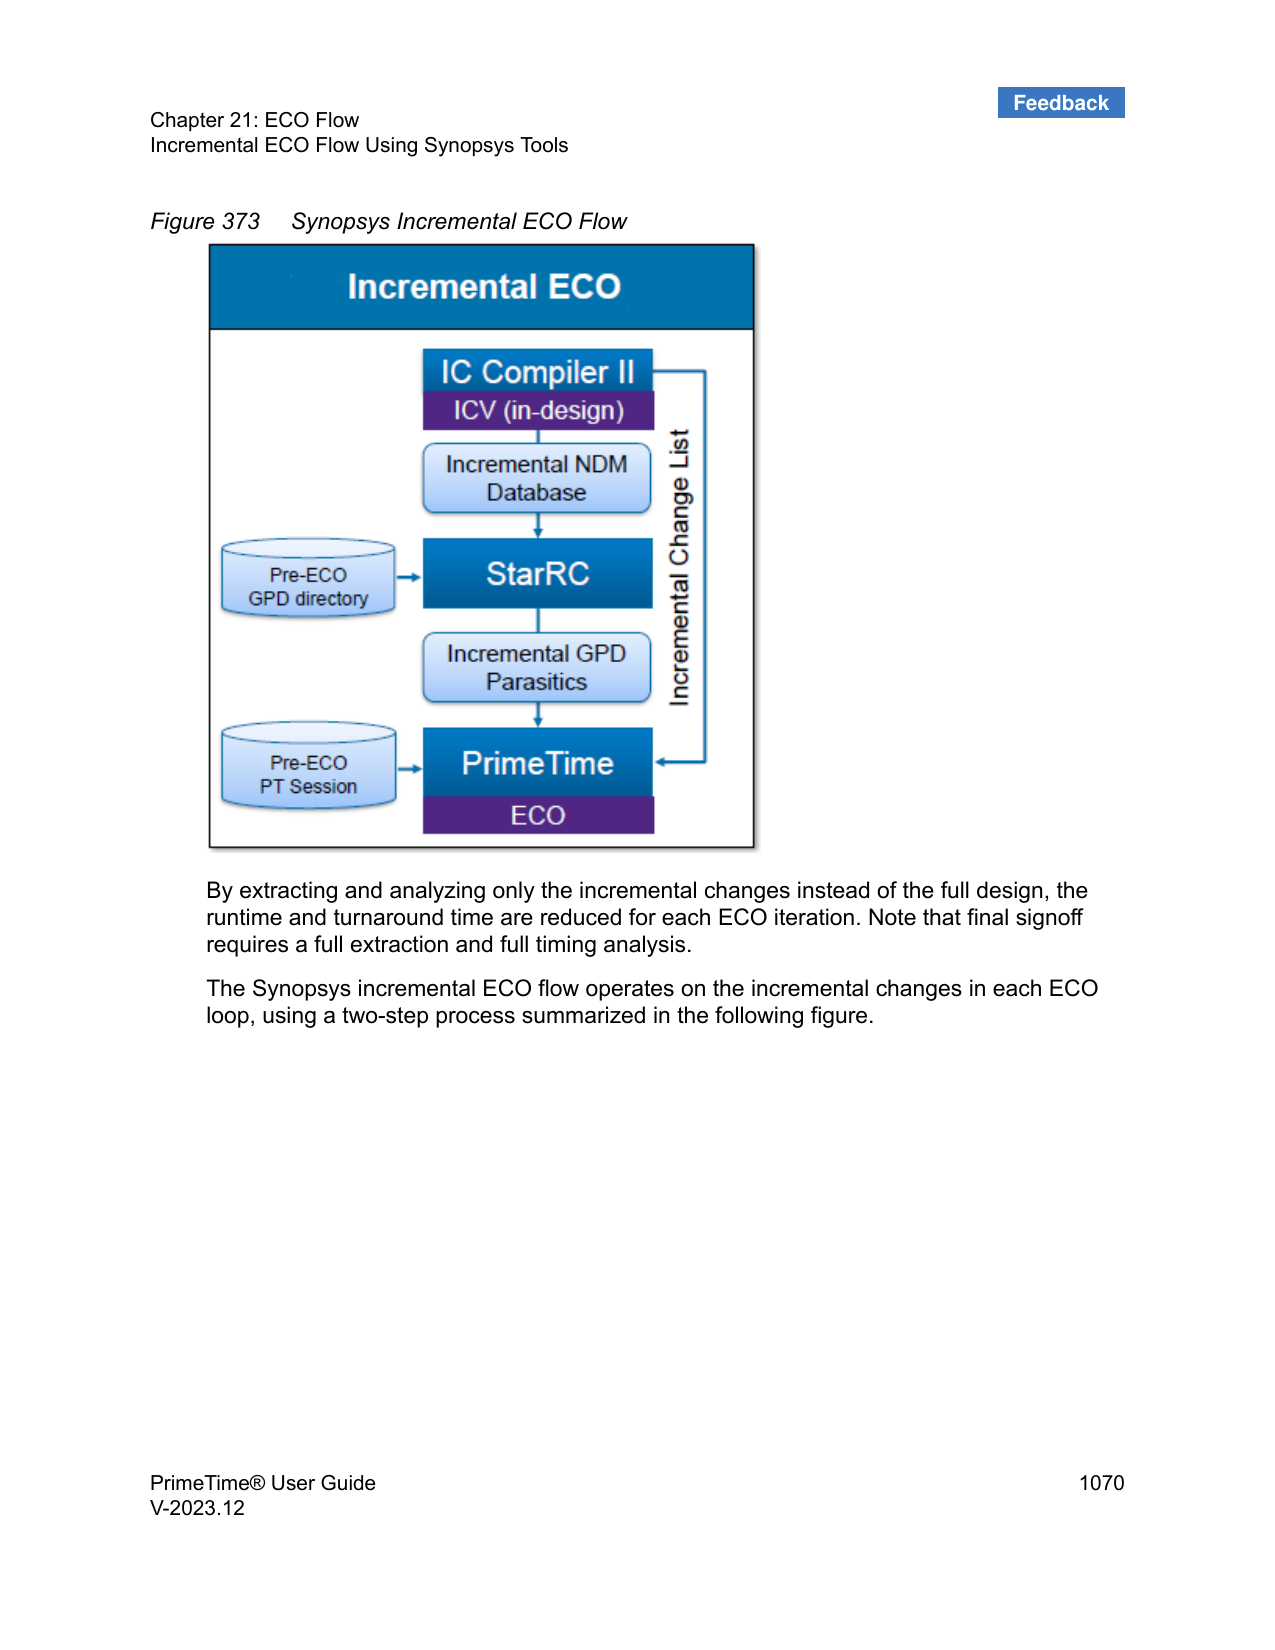 Feedback
Chapter 21: ECO Flow
Incremental ECO Flow Using Synopsys Tools
Figure 373 Synopsys Incremental ECO Flow
Incremental ECO
IC Compiler II
ICV (in-design)
Incremental NDM
Database
Incremental Change List
Pre-ECO
GPD directory
StarRC
Incremental GPD
Parasitics
Pre-ECO
PT Session
PrimeTime
ECO
By extracting and analyzing only the incremental changes instead of the full design, the
runtime and turnaround time are reduced for each ECO iteration. Note that final signoff
requires a full extraction and full timing analysis.
The Synopsys incremental ECO flow operates on the incremental changes in each ECO
loop, using a two-step process summarized in the following figure.
PrimeTime® User Guide 1070
V-2023.12